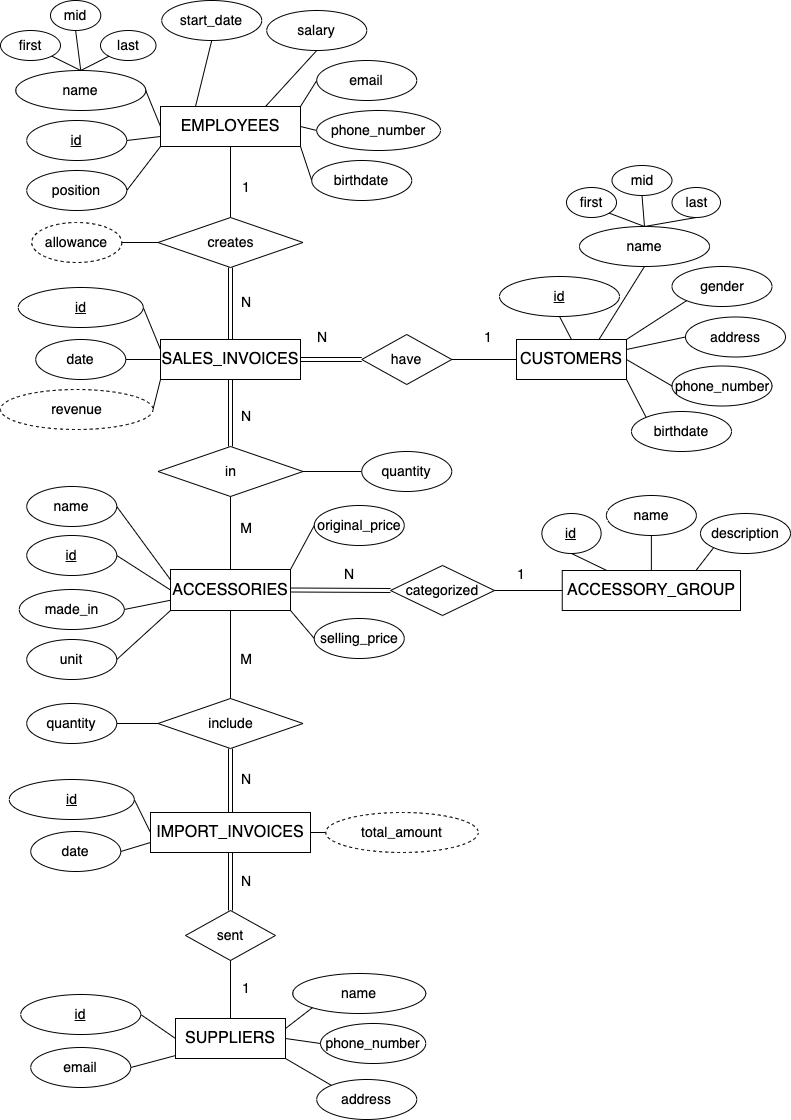 mid
start_date
salary
first
last
name
email
EMPLOYEES
phone_number
id
position
birthdate
1
mid
first
last
allowance
creates
name
id
gender
id
N
N
1
address
date
SALES_INVOICES
have
CUSTOMERS
phone_number
revenue
N
birthdate
in
quantity
name
M
original_price
name
id
description
id
N
1
ACCESSORIES
categorized
ACCESSORY_GROUP
made_in
selling_price
unit
M
quantity
include
N
id
IMPORT_INVOICES
total_amount
date
N
sent
1
name
id
SUPPLIERS
phone_number
email
address